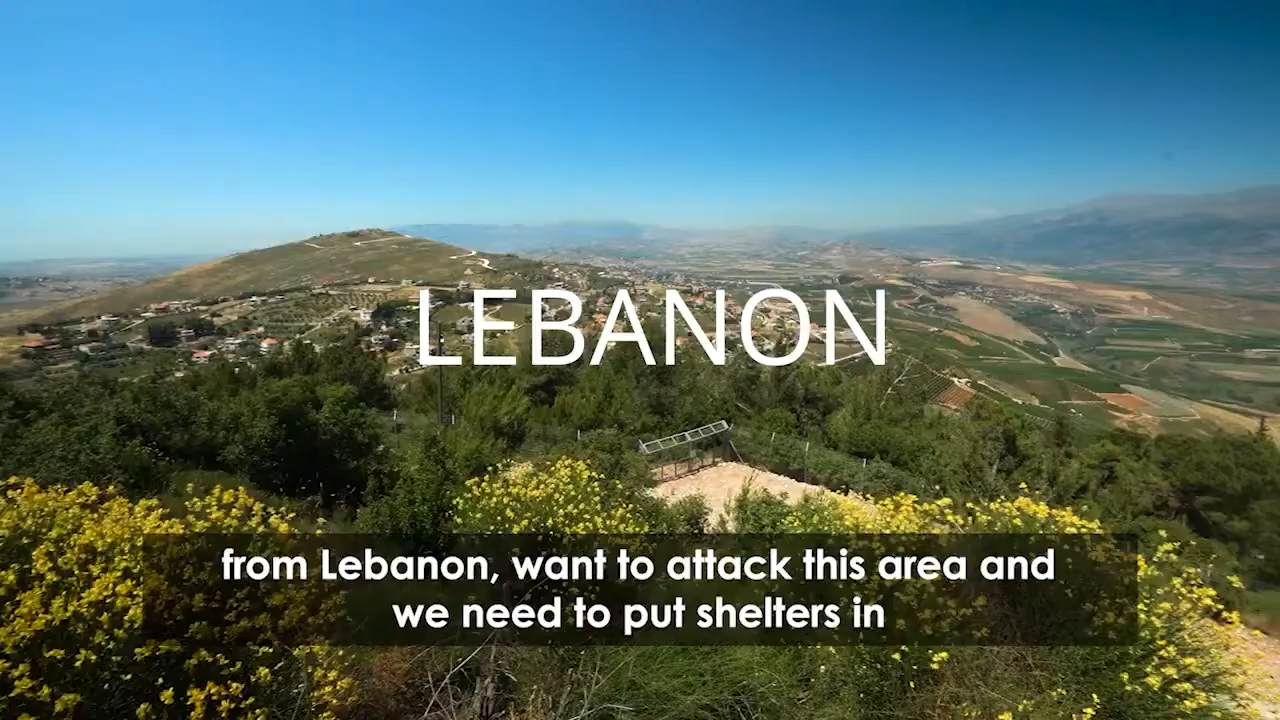 LEBANON
from Lebanon, want to attack this area and
we need to put shelters in